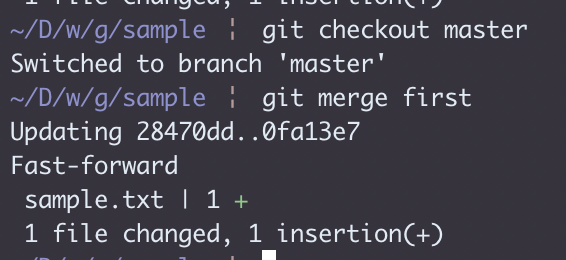 1 file changed, 1 insertion(+)
~/D/w/g/sample ¦ git checkout master
Switched to branch 'master'
~/D/w/g/sample ¦ git merge first
Updating 28470dd..0fa13e7
Fast-forward
 sample.txt | 1 +
 1 file changed, 1 insertion(+)
~/D/w/g/sample ¦